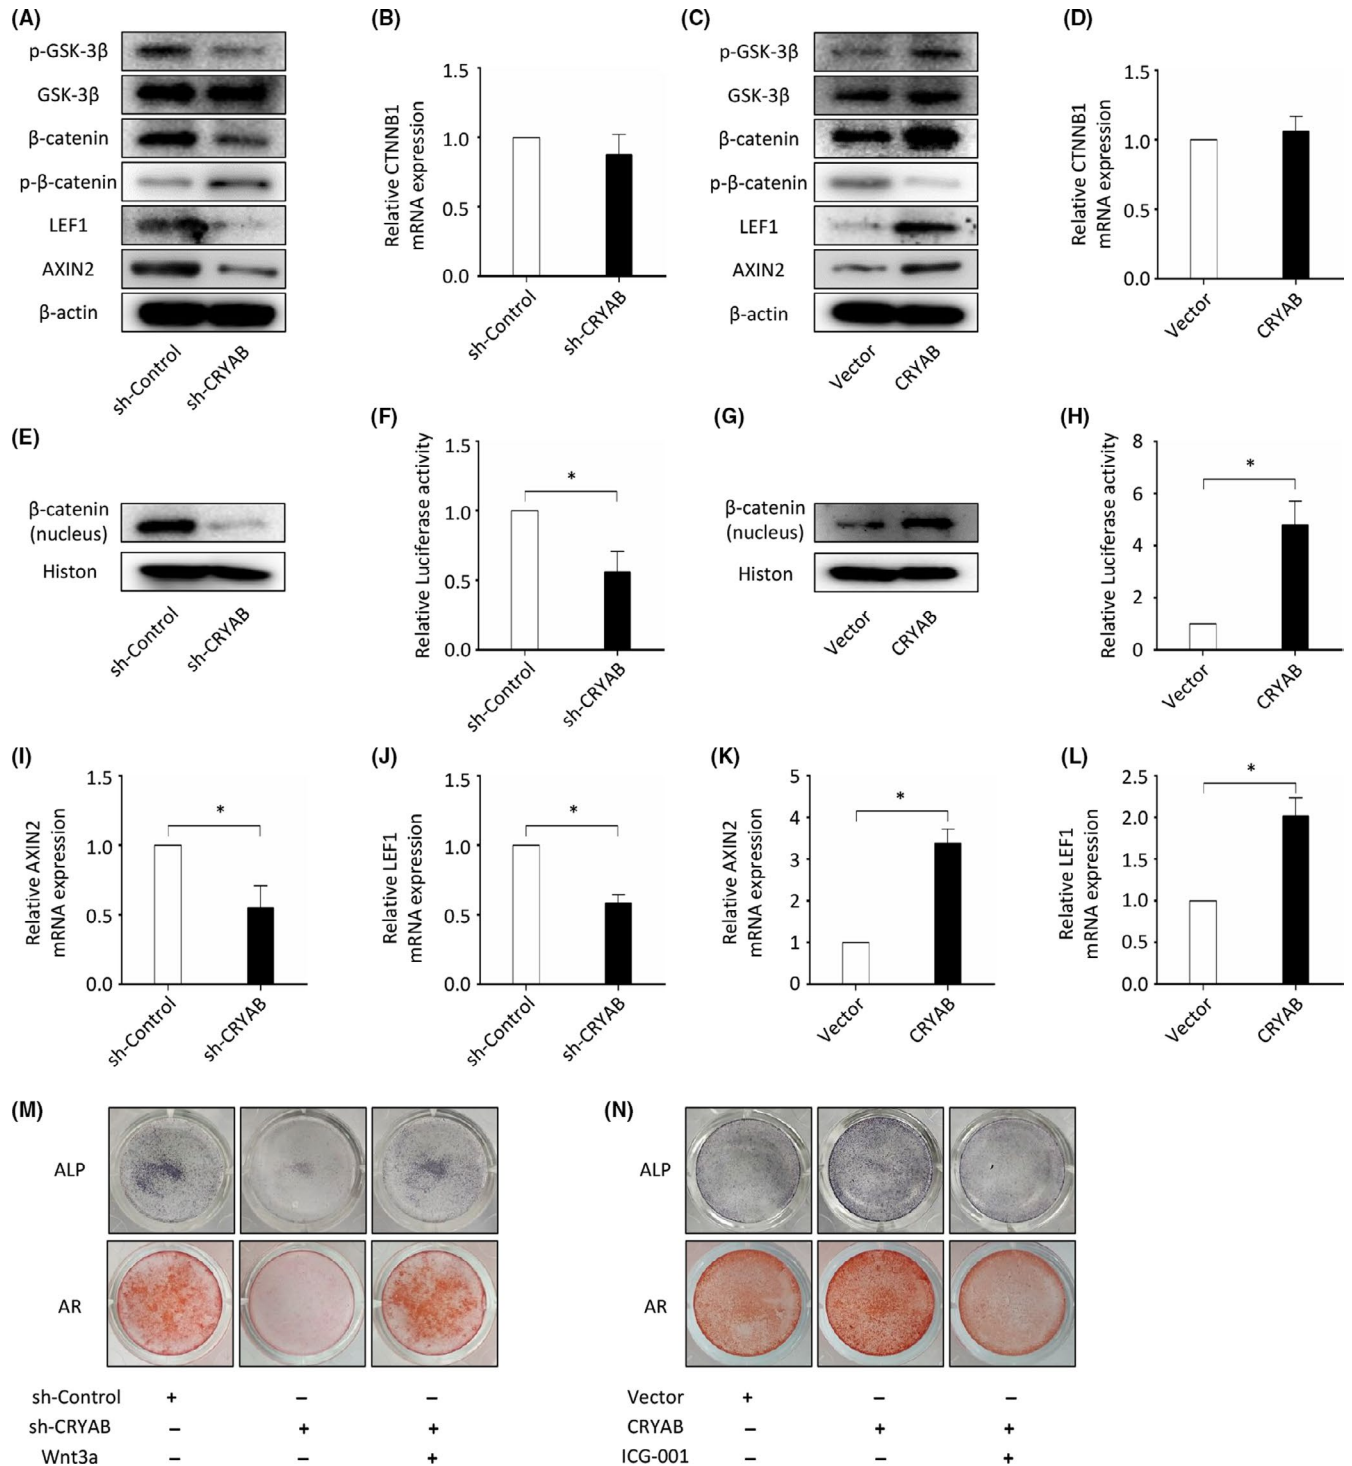 (A)
p-GSK-3β
GSK-3β
β-catenin
p-β-catenin
LEF1
AXIN2
β-actin
sh-Control
sh-CRYAB
(B)
Relative CTNNB1
mRNA expression
1.5
1.0
0.5
0.0
sh-Control
sh-CRYAB
(C)
p-GSK-3β
GSK-3β
β-catenin
p-β-catenin
LEF1
AXIN2
β-actin
Vector
CRYAB
(D)
Relative CTNNB1
mRNA expression
1.5
1.0
0.5
0.0
Vector
CRYAB
(E)
β-catenin
(nucleus)
Histon
sh-Control
sh-CRYAB
(F)
Relative Luciferase activity
1.5
1.0
0.5
0.0
*
sh-Control
sh-CRYAB
(G)
β-catenin
(nucleus)
Histon
Vector
CRYAB
(H)
Relative Luciferase activity
8
6
4
2
0
*
Vector
CRYAB
(I)
Relative AXIN2
mRNA expression
1.5
1.0
0.5
0.0
*
sh-Control
sh-CRYAB
(J)
Relative LEF1
mRNA expression
1.5
1.0
0.5
0.0
*
sh-Control
sh-CRYAB
(K)
Relative AXIN2
mRNA expression
5
4
3
2
1
0
*
Vector
CRYAB
(L)
Relative LEF1
mRNA expression
2.5
2.0
1.5
1.0
0.5
0.0
*
Vector
CRYAB
(M)
ALP
AR
sh-Control + – –
sh-CRYAB – + +
Wnt3a – – +
(N)
ALP
AR
Vector + – –
CRYAB – + +
ICG-001 – – +